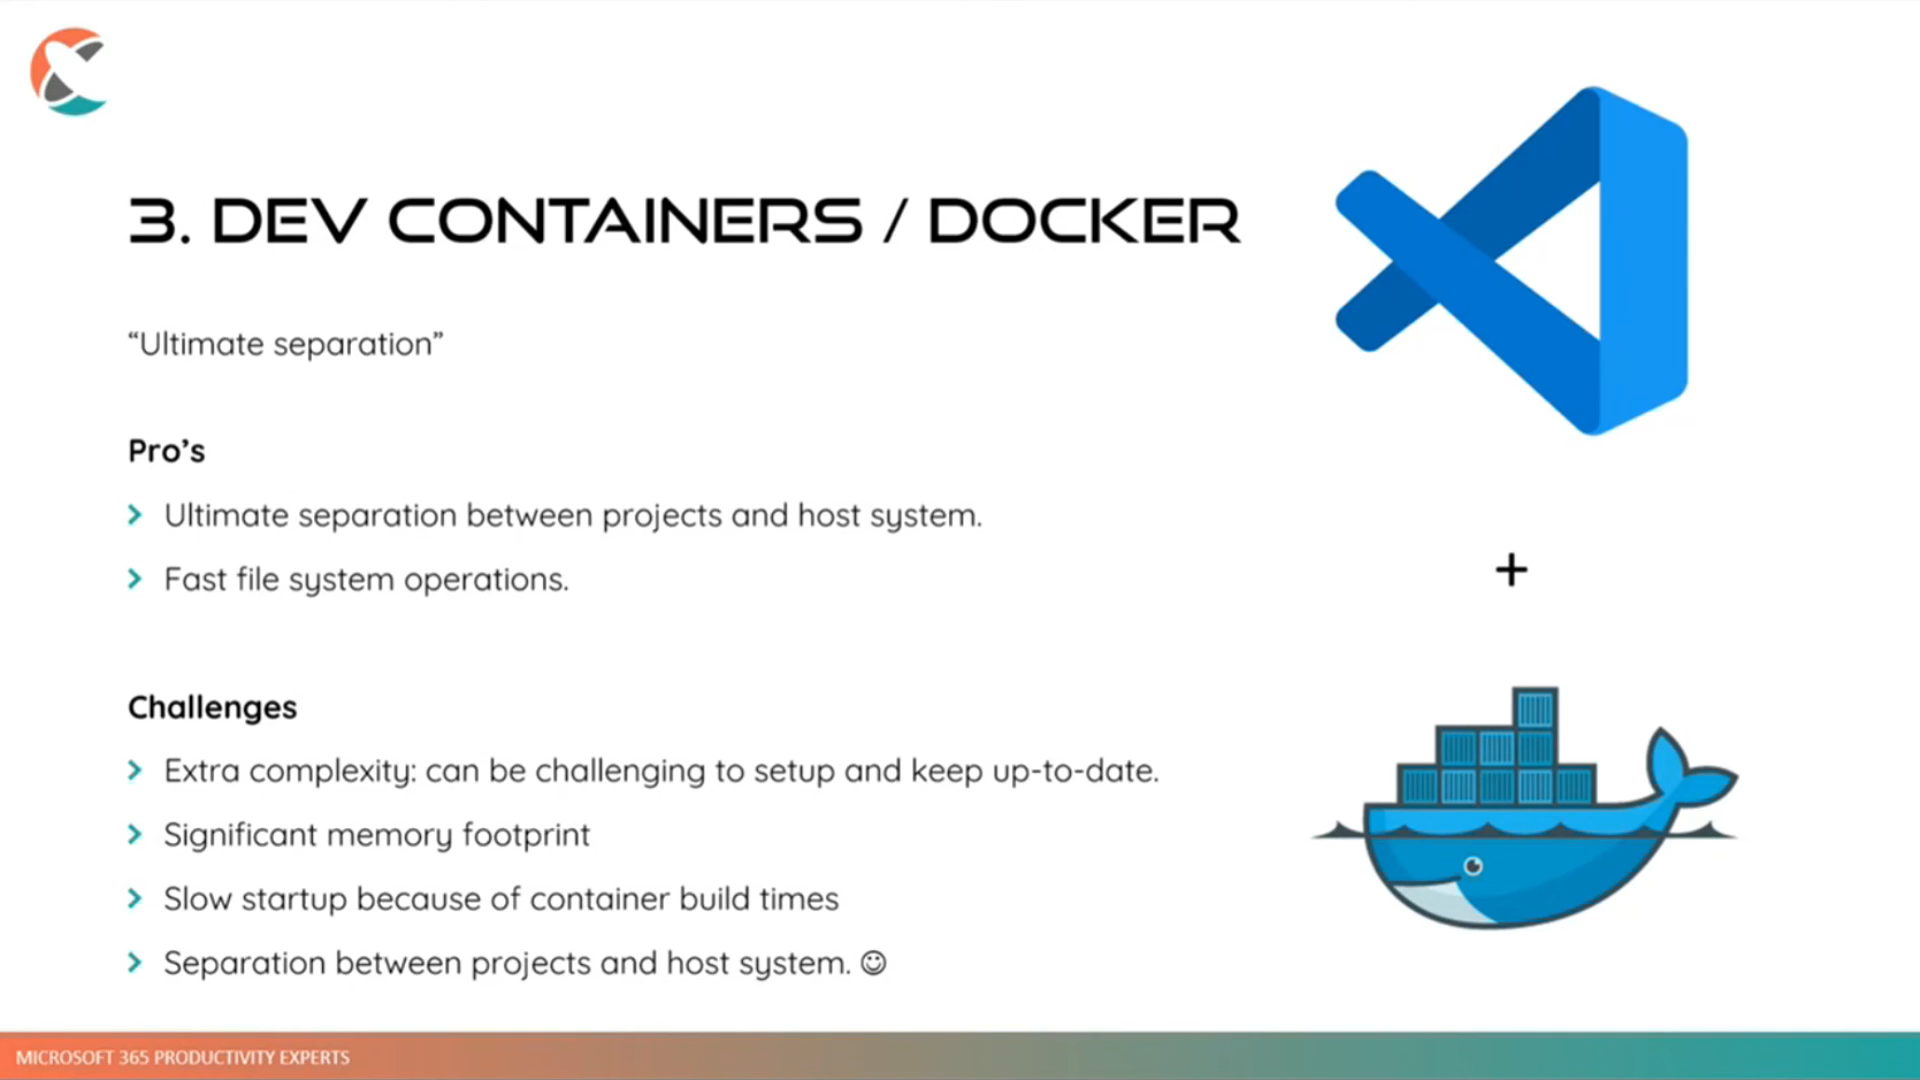 3. DEV CONTAINERS / DOCKER
“Ultimate separation”
Pro’s
Ultimate separation between projects and host system.
Fast file system operations.
+
Challenges
Extra complexity: can be challenging to setup and keep up-to-date.
Significant memory footprint
Slow startup because of container build times
Separation between projects and host system. ☺
MICROSOFT 365 PRODUCTIVITY EXPERTS